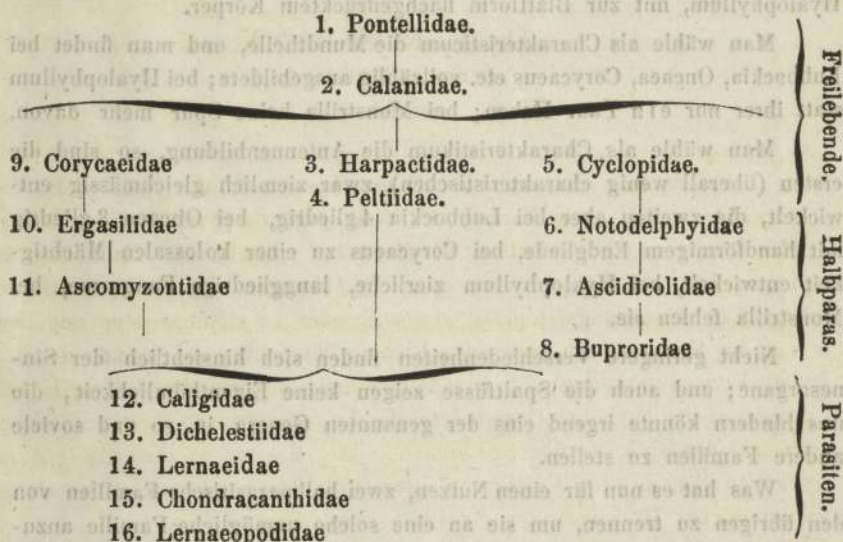 1. Pontellidae.
2. Calanidae.
9. Corycaeidae 3. Harpactidae. 5. Cyclopidae.
4. Peltiidae.
10. Ergasilidae 6. Notodelphyidae
11. Ascomyzontidae 7. Ascidicolidae
8. Buproridae
12. Caligidae
13. Dichelestiidae
14. Lernaeidae
15. Chondracanthidae
16. Lernaeopodidae
Freilebende.
Halbparas.
Parasiten.